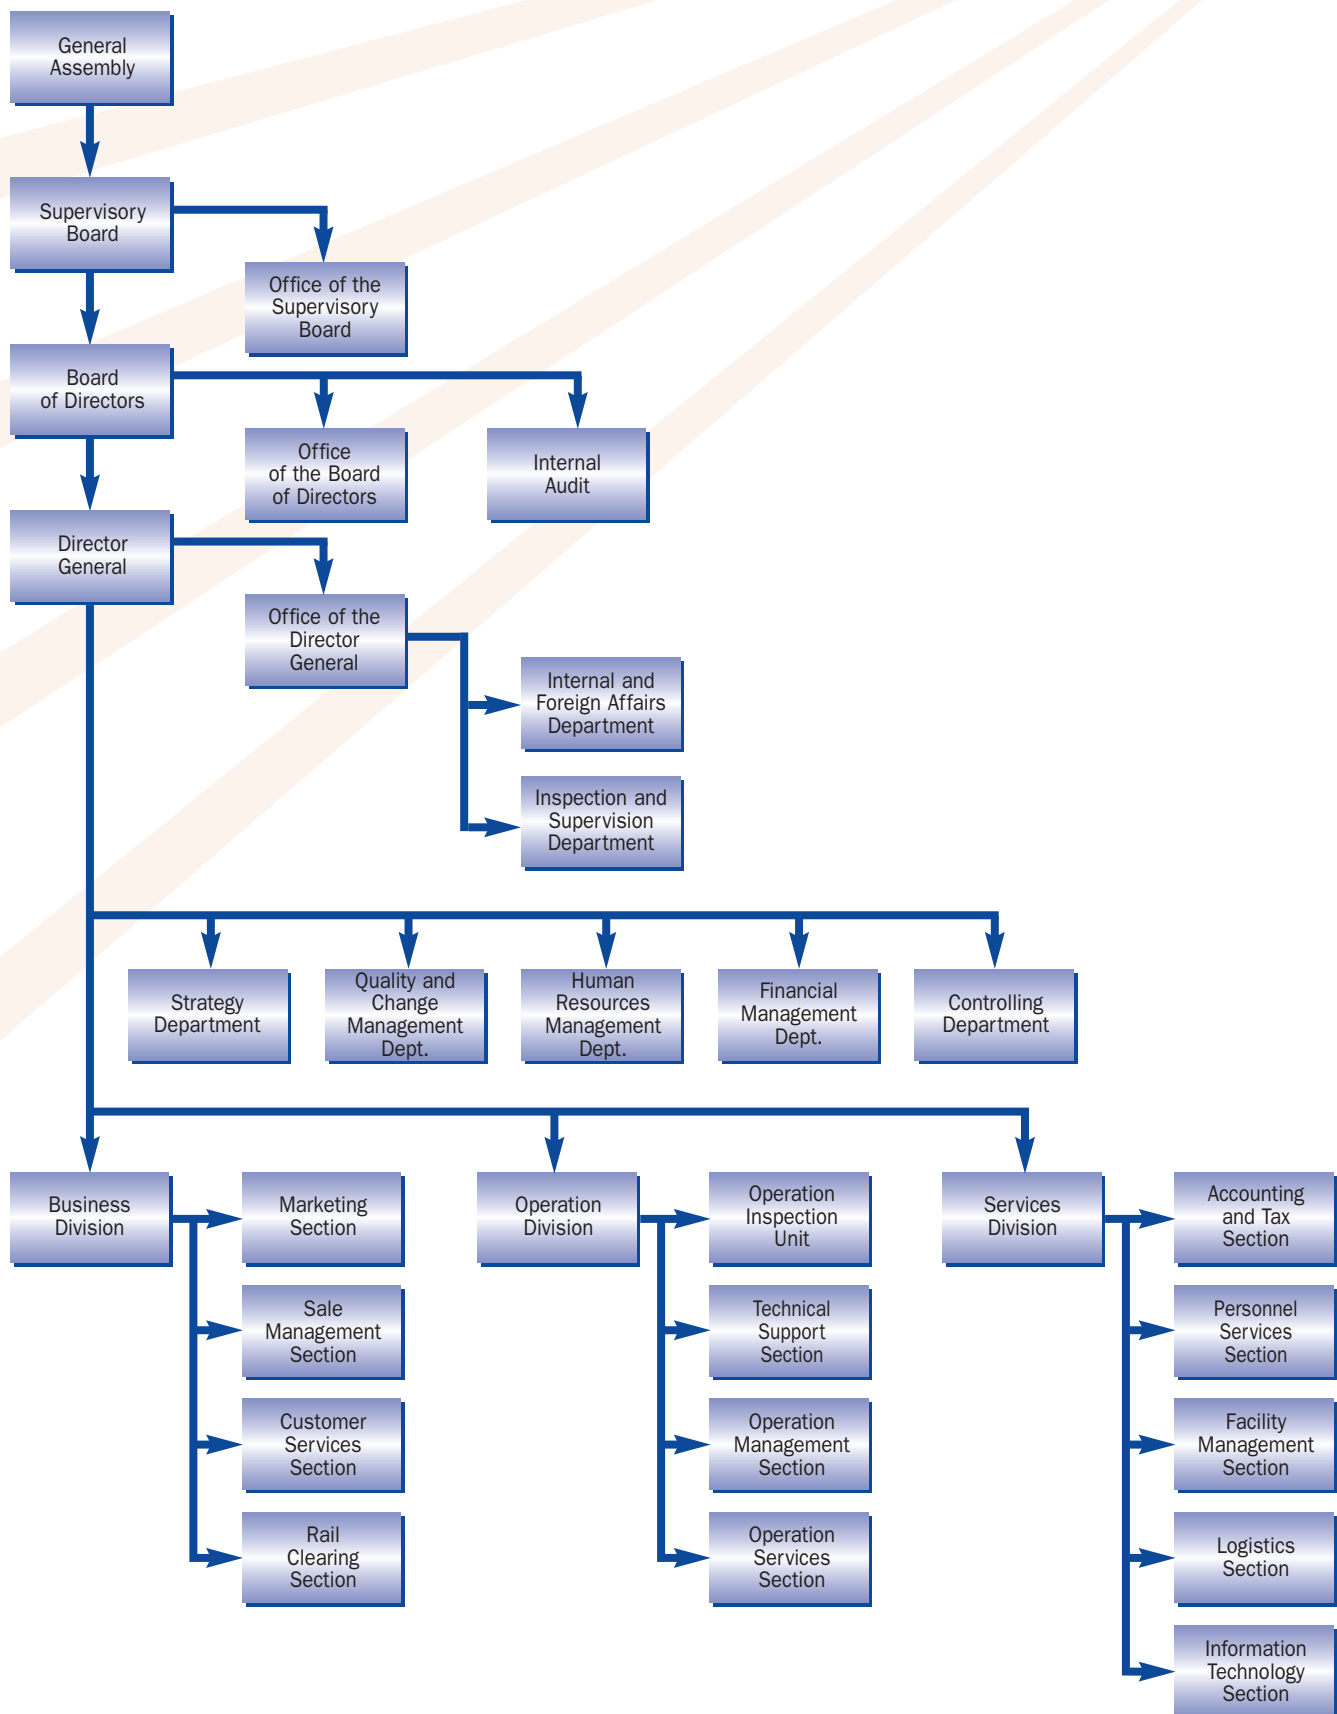 General
Assembly
Supervisory
Board
Office of the
Supervisory
Board
Board
of Directors
Office
of the Board
of Directors
Internal
Audit
Director
General
Office of the
Director
General
Internal and
Foreign Affairs
Department
Inspection and
Supervision
Department
Strategy
Department
Quality and
Change
Management
Dept.
Human
Resources
Management
Dept.
Financial
Management
Dept.
Controlling
Department
Business
Division
Marketing
Section
Sale
Management
Section
Customer
Services
Section
Rail
Clearing
Section
Operation
Division
Operation
Inspection
Unit
Technical
Support
Section
Operation
Management
Section
Operation
Services
Section
Services
Division
Accounting
and Tax
Section
Personnel
Services
Section
Facility
Management
Section
Logistics
Section
Information
Technology
Section